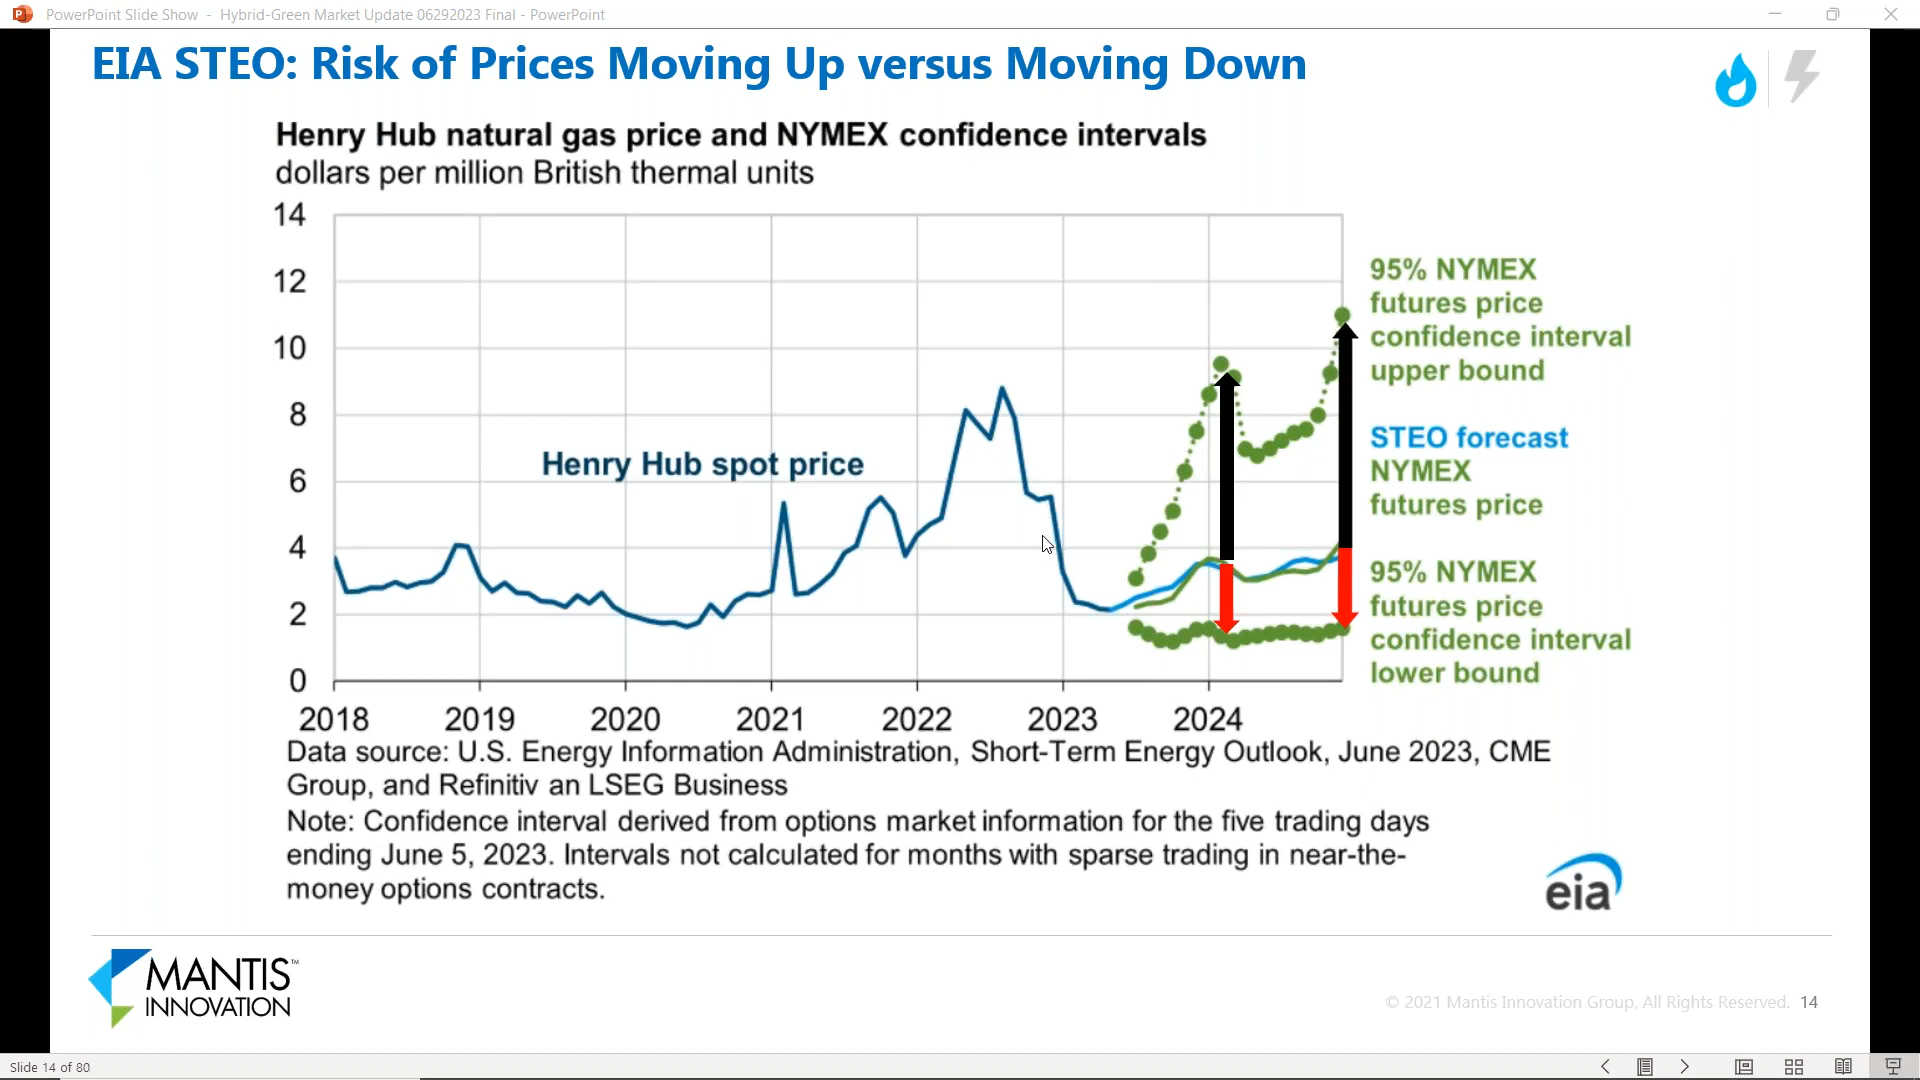 PowerPoint Slide Show - Hybrid-Green Market Update 06292023 Final - PowerPoint
EIA STEO: Risk of Prices Moving Up versus Moving Down
Henry Hub natural gas price and NYMEX confidence intervals
dollars per million British thermal units
14
12
10
8
6
4
2
0
Henry Hub spot price
95% NYMEX
futures price
confidence interval
upper bound
STEO forecast
NYMEX
futures price
95% NYMEX
futures price
confidence interval
lower bound
2018 2019 2020 2021 2022 2023 2024
Data source: U.S. Energy Information Administration, Short-Term Energy Outlook, June 2023, CME
Group, and Refinitiv an LSEG Business
Note: Confidence interval derived from options market information for the five trading days
ending June 5, 2023. Intervals not calculated for months with sparse trading in near-the-
money options contracts.
eia
MANTIS™
INNOVATION
© 2021 Mantis Innovation Group, All Rights Reserved. 14
Slide 14 of 80